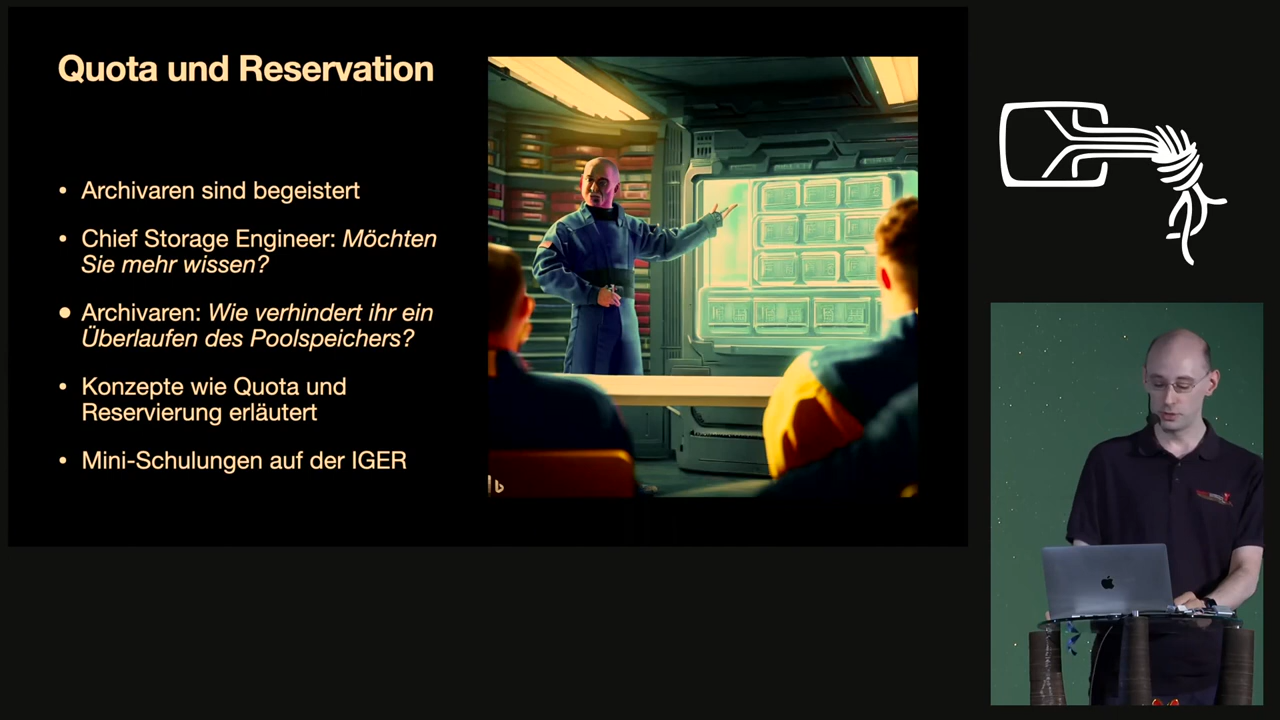 Quota und Reservation
• Archivaren sind begeistert
• Chief Storage Engineer: Möchten
Sie mehr wissen?
• Archivaren: Wie verhindert ihr ein
Überlaufen des Poolspeichers?
• Konzepte wie Quota und
Reservierung erläutert
• Mini-Schulungen auf der IGER
b